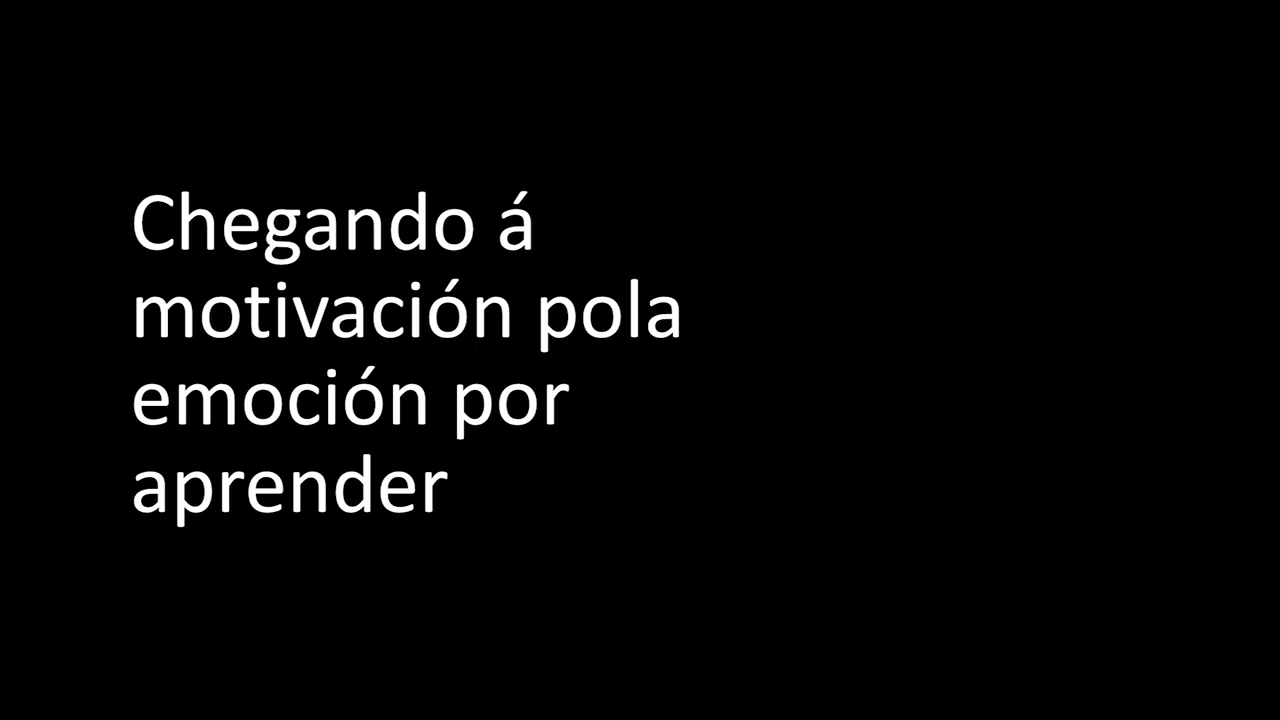 Chegando á
motivación pola
emoción por
aprender